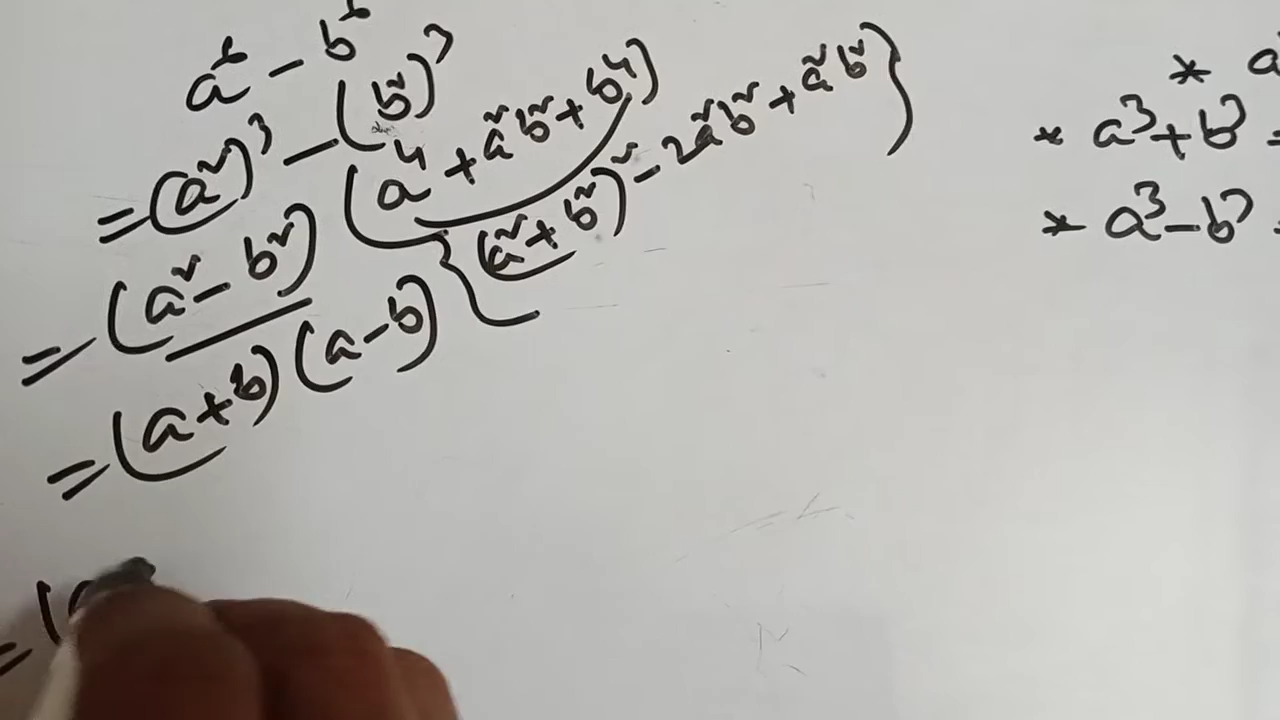 a⁶ - b⁶
= (a²)³ - (b²)³
= (a² - b²) (a⁴ + a²b² + b⁴)
= (a+b) (a-b) {(a²+b²)² - 2a²b² + a²b²}
= (
* a
* a³+b³ =
* a³-b³ =